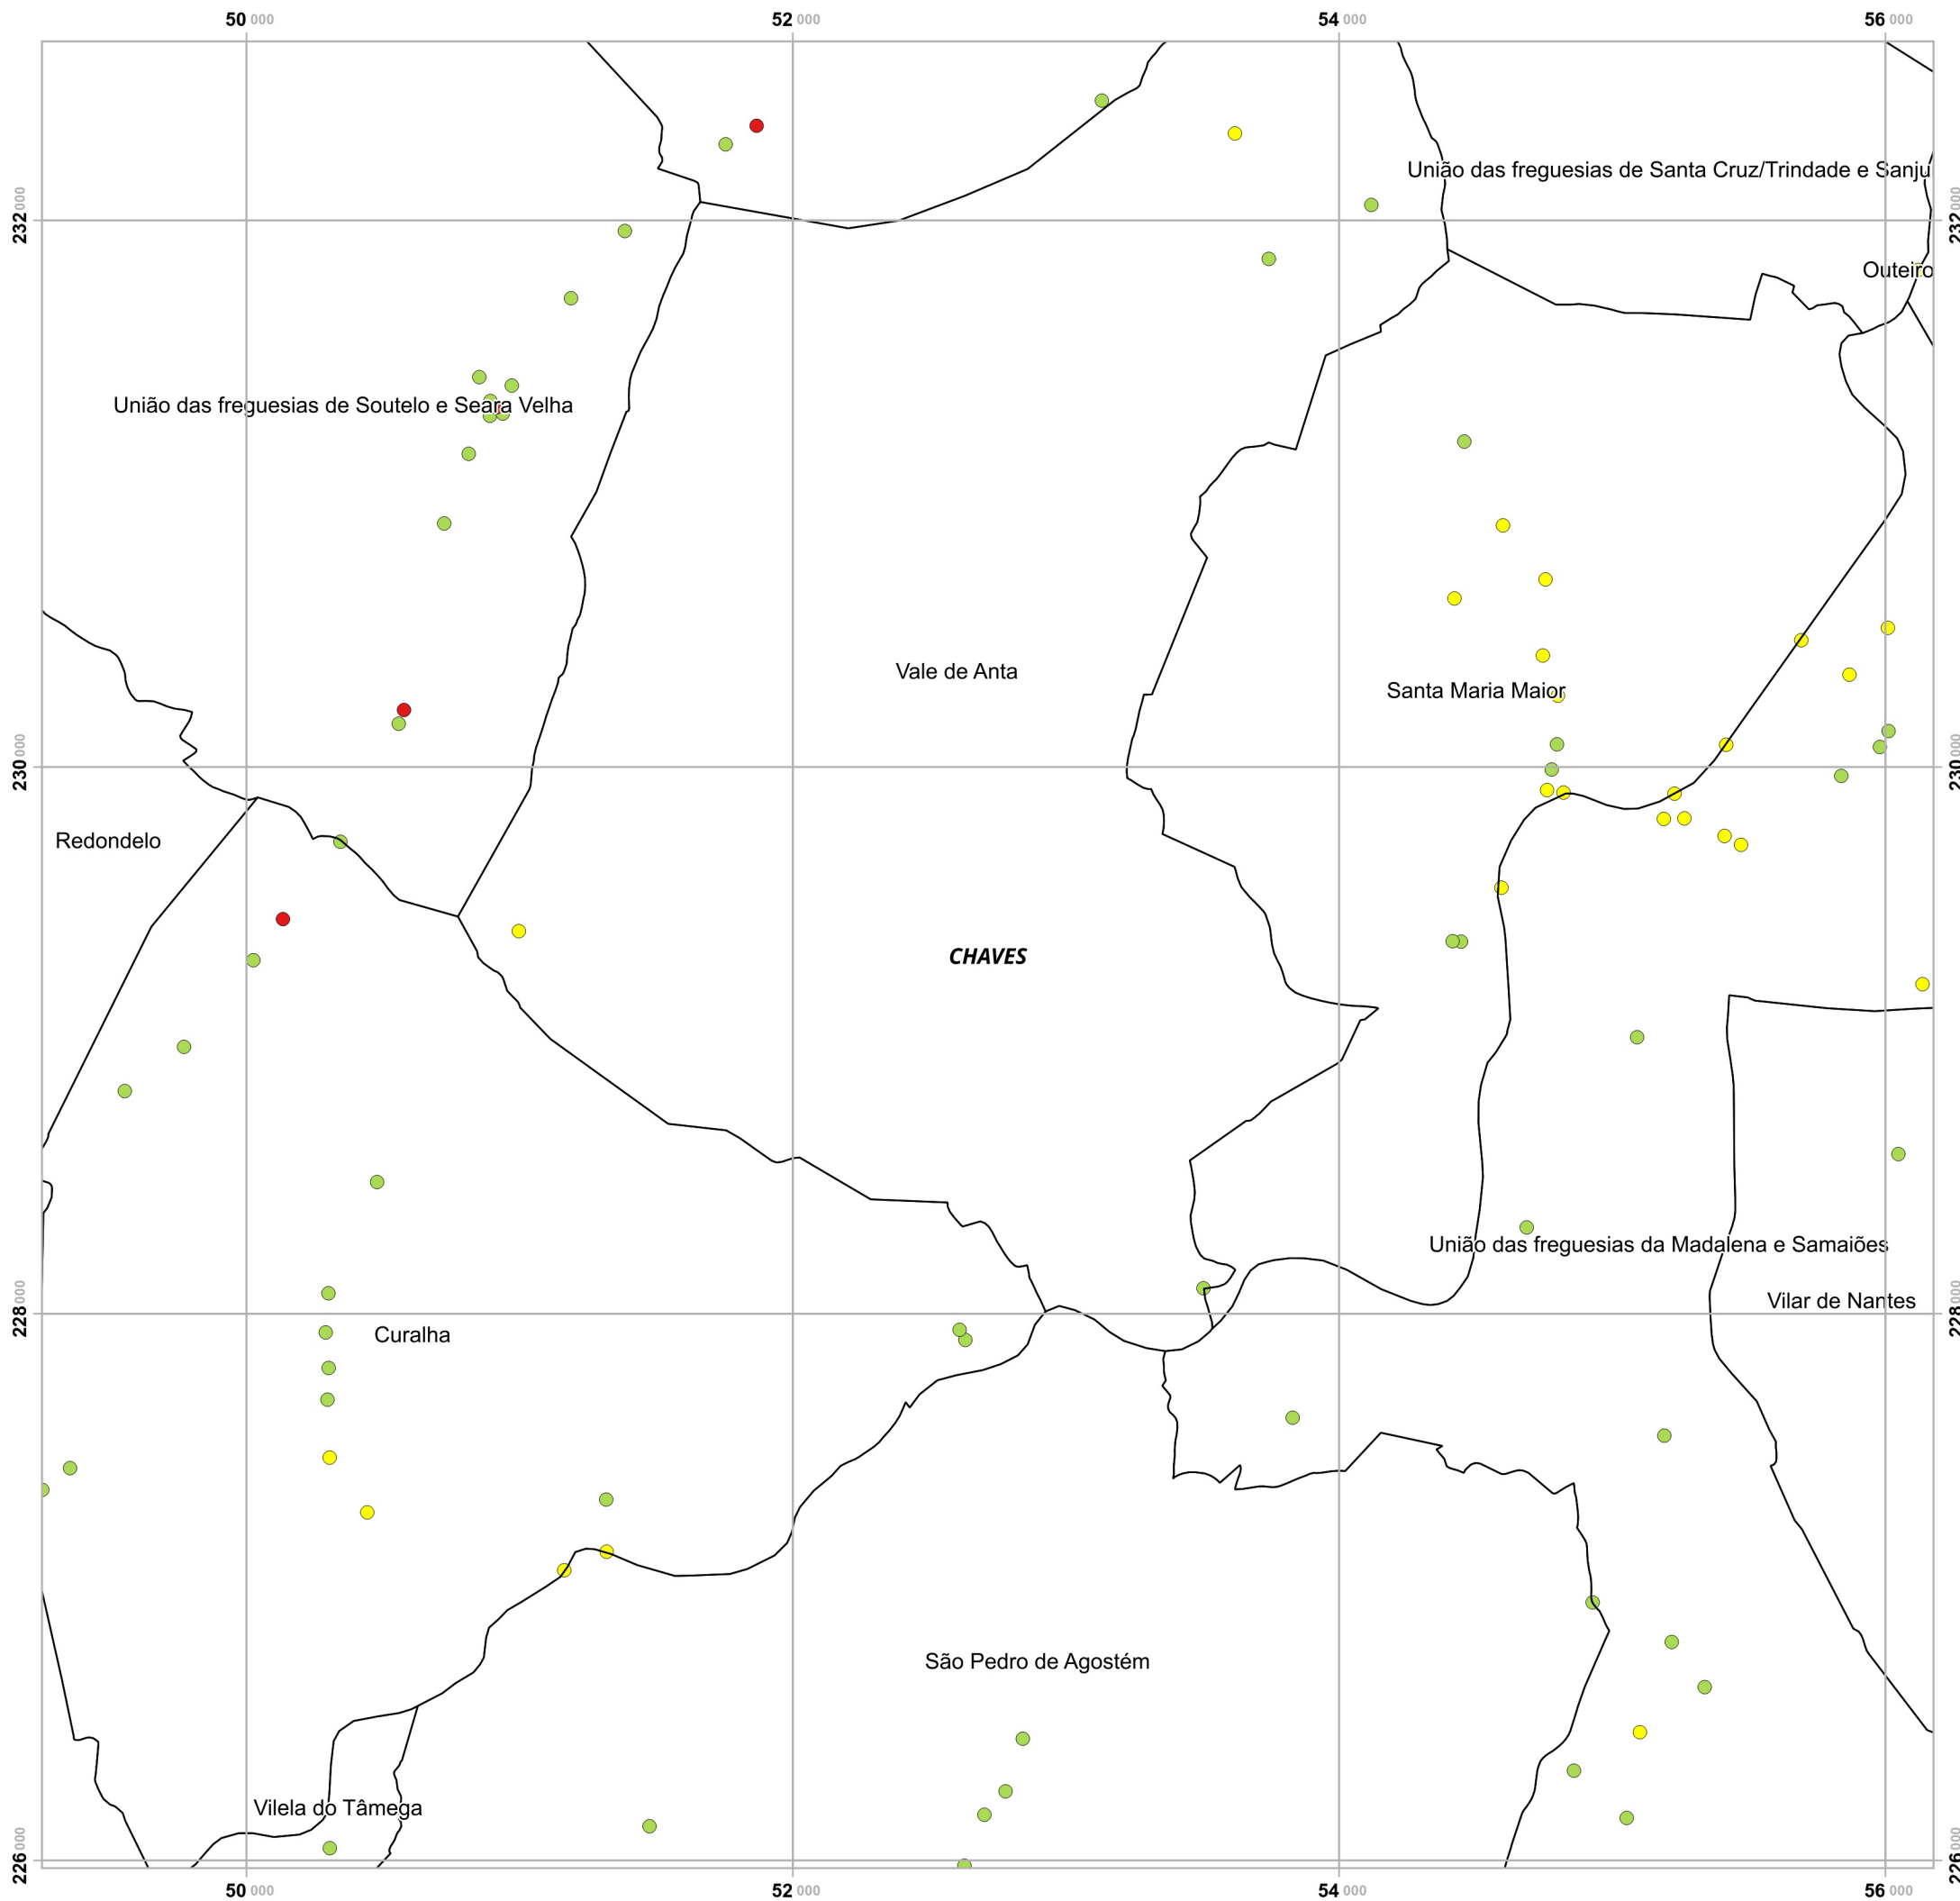 50 000 52 000 54 000 56 000
União das freguesias de Santa Cruz/Trindade e Sanju
232 000 232 000
Outeiro
União das freguesias de Soutelo e Seara Velha
Vale de Anta
Santa Maria Maior
230 000 230 000
Redondelo
CHAVES
União das freguesias da Madalena e Samaiões
Vilar de Nantes
228 000 228 000
Curalha
São Pedro de Agostém
Vilela do Tâmega
226 000 226 000
50 000 52 000 54 000 56 000